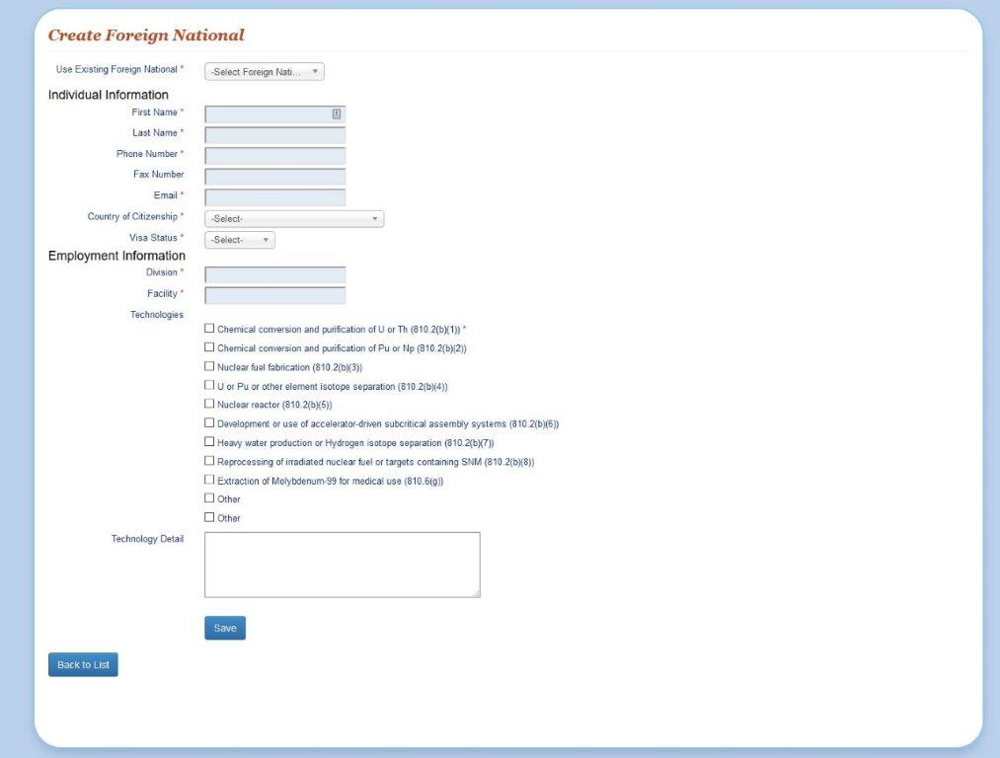 Create Foreign National
Use Existing Foreign National * -Select Foreign Nati...
Individual Information
First Name *
Last Name *
Phone Number *
Fax Number
Email *
Country of Citizenship * -Select-
Visa Status * -Select-
Employment Information
Division *
Facility *
Technologies
Chemical conversion and purification of U or Th (810.2(b)(1)) *
Chemical conversion and purification of Pu or Np (810.2(b)(2))
Nuclear fuel fabrication (810.2(b)(3))
U or Pu or other element isotope separation (810.2(b)(4))
Nuclear reactor (810.2(b)(5))
Development or use of accelerator-driven subcritical assembly systems (810.2(b)(6))
Heavy water production or Hydrogen isotope separation (810.2(b)(7))
Reprocessing of irradiated nuclear fuel or targets containing SNM (810.2(b)(8))
Extraction of Molybdenum-99 for medical use (810.6(g))
Other
Other
Technology Detail
Save
Back to List